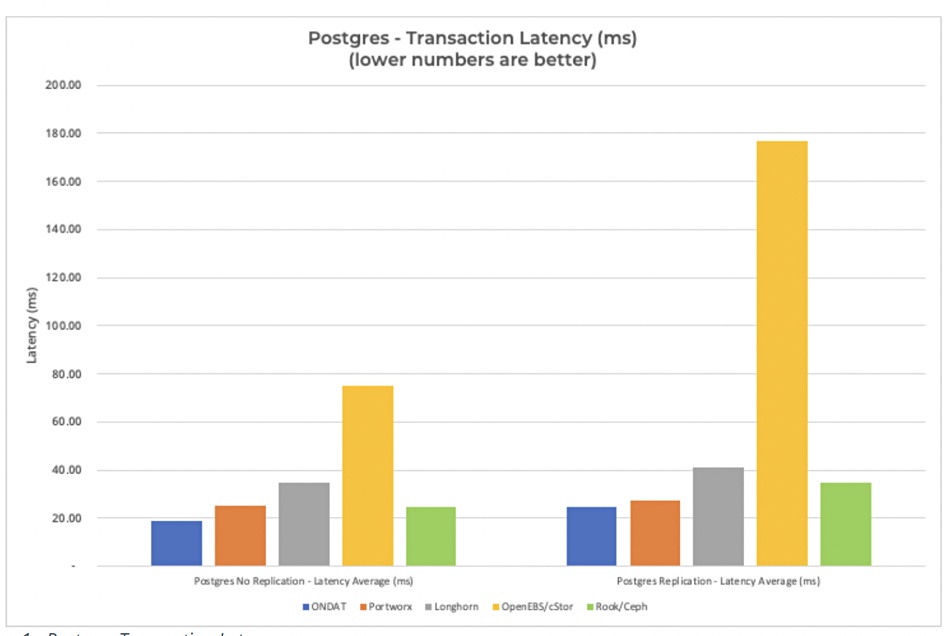 Postgres - Transaction Latency (ms)
(lower numbers are better)
200.00
180.00
160.00
140.00
120.00
100.00
80.00
60.00
40.00
20.00
-
Latency (ms)
Postgres No Replication - Latency Average (ms)
Postgres Replication - Latency Average (ms)
ONDAT Portworx Longhorn OpenEBS/cStor Rook/Ceph